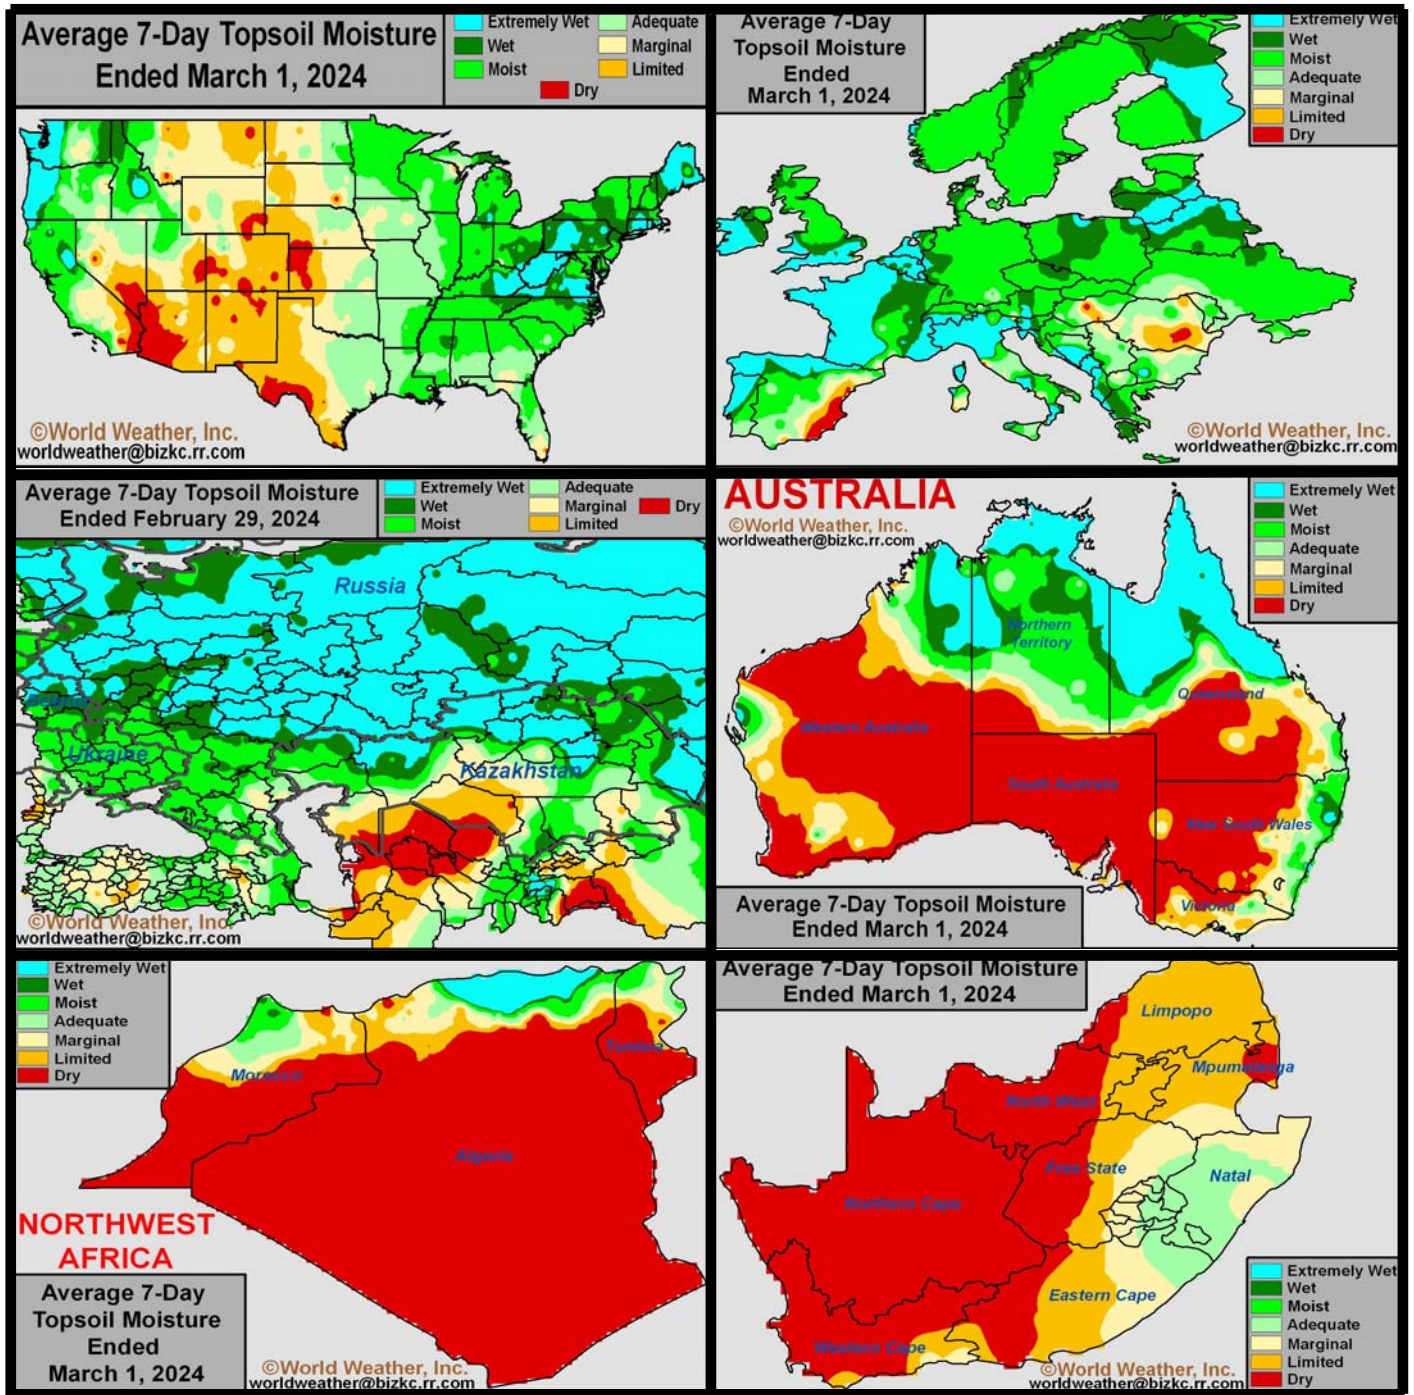 Average 7-Day Topsoil Moisture
Ended March 1, 2024
Extremely Wet
Wet
Moist
Adequate
Marginal
Limited
Dry
©World Weather, Inc.
worldweather@bizkc.rr.com
Average 7-Day
Topsoil Moisture
Ended
March 1, 2024
Extremely Wet
Wet
Moist
Adequate
Marginal
Limited
Dry
©World Weather, Inc.
worldweather@bizkc.rr.com
Average 7-Day Topsoil Moisture
Ended February 29, 2024
Extremely Wet
Wet
Moist
Adequate
Marginal
Limited
Dry
Russia
Belarus
Ukraine
Kazakhstan
©World Weather, Inc.
worldweather@bizkc.rr.com
AUSTRALIA
©World Weather, Inc.
worldweather@bizkc.rr.com
Extremely Wet
Wet
Moist
Adequate
Marginal
Limited
Dry
Northern
Territory
Queensland
Western Australia
South Australia
New South Wales
Victoria
Average 7-Day Topsoil Moisture
Ended March 1, 2024
Extremely Wet
Wet
Moist
Adequate
Marginal
Limited
Dry
Morocco
Tunisia
Algeria
NORTHWEST
AFRICA
Average 7-Day
Topsoil Moisture
Ended
March 1, 2024
©World Weather, Inc.
worldweather@bizkc.rr.com
Average 7-Day Topsoil Moisture
Ended March 1, 2024
Limpopo
Mpumalanga
North West
Free State
Natal
Northern Cape
Eastern Cape
Western Cape
Extremely Wet
Wet
Moist
Adequate
Marginal
Limited
Dry
©World Weather, Inc.
worldweather@bizkc.rr.com